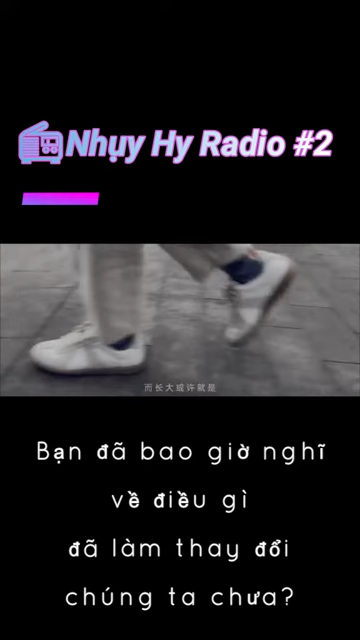 Nhụy Hy Radio #2
而长大或许就是
Bạn đã bao giờ nghĩ
về điều gì
đã làm thay đổi
chúng ta chưa?